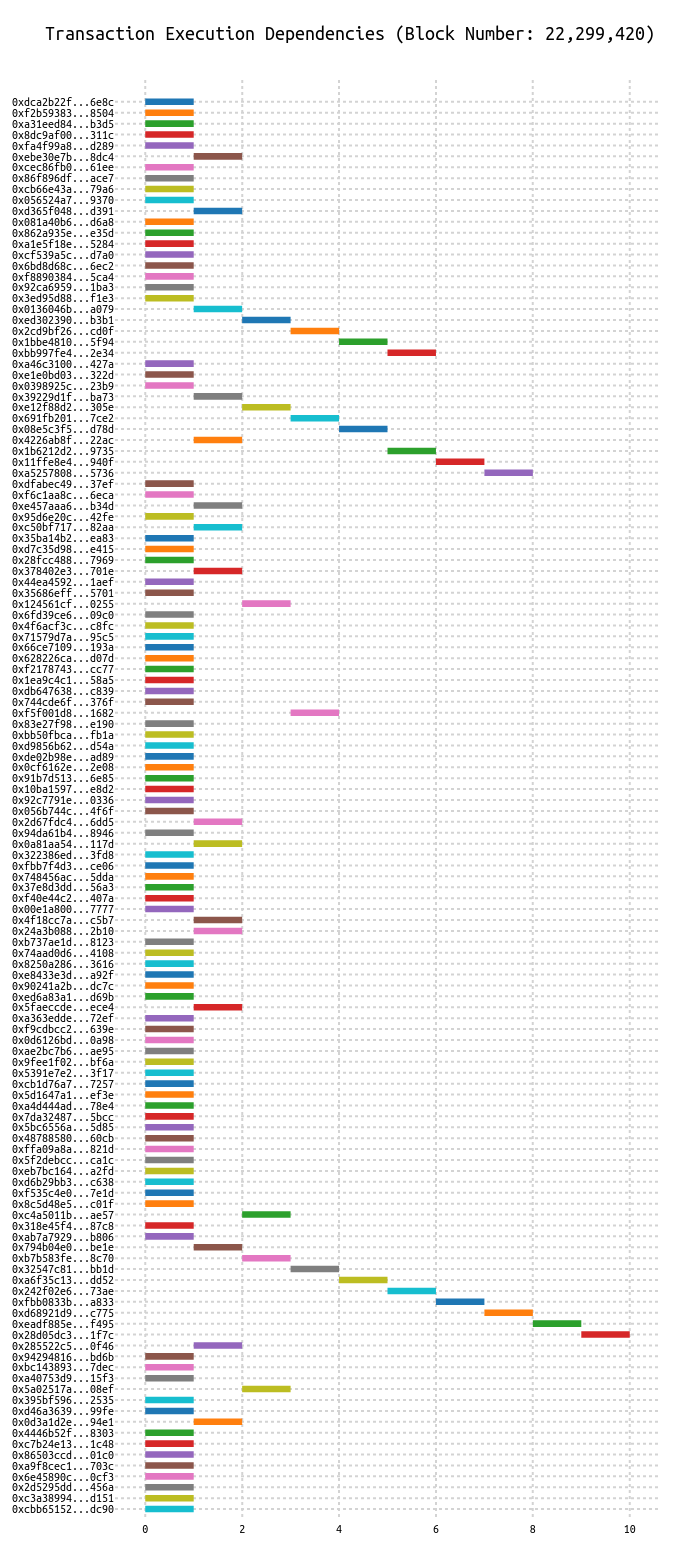 Transaction Execution Dependencies (Block Number: 22,299,420)
0xdca2b22f...6e8c
0xf2b59383...8504
0xa31eed84...b3d5
0x8dc9af00...311c
0xfa4f99a8...d289
0xebe30e7b...8dc4
0xcec86fb0...61ee
0x86f896df...ace7
0xcb66e43a...79a6
0x056524a7...9370
0xd365f048...d391
0x081a40b6...d6a8
0x862a935e...e35d
0xa1e5f18e...5284
0xcf539a5c...d7a0
0x6bd8d68c...6ec2
0xf8890384...5ca4
0x92ca6959...1ba3
0x3ed95d88...f1e3
0x0136046b...a079
0xed302390...b3b1
0x2cd9bf26...cd0f
0x1bbe4810...5f94
0xbb997fe4...2e34
0xa46c3100...427a
0xe1e0bd03...322d
0x0398925c...23b9
0x39229d1f...ba73
0xe12f88d2...305e
0x691fb201...7ce2
0x08e5c3f5...d78d
0x4226ab8f...22ac
0x1b6212d2...9735
0x11ffe8e4...940f
0xa5257808...5736
0xdfabec49...37ef
0xf6c1aa8c...6eca
0xe457aaa6...b34d
0x95d6e20c...42fe
0xc50bf717...82aa
0x35ba14b2...ea83
0xd7c35d98...e415
0x28fcc488...7969
0x378402e3...701e
0x44ea4592...1aef
0x35686eff...5701
0x124561cf...0255
0x6fd39ce6...09c0
0x4f6acf3c...c8fc
0x71579d7a...95c5
0x66ce7109...193a
0x628226ca...d07d
0xf2178743...cc77
0x1ea9c4c1...58a5
0xdb647638...c839
0x744cde6f...376f
0xf5f001d8...1682
0x83e27f98...e190
0xbb50fbca...fb1a
0xd9856b62...d54a
0xde02b98e...ad89
0x0cf6162e...2e08
0x91b7d513...6e85
0x10ba1597...e8d2
0x92c7791e...0336
0x056b744c...4f6f
0x2d67fdc4...6dd5
0x94da61b4...8946
0x0a81aa54...117d
0x322386ed...3fd8
0xfbb7f4d3...ce06
0x748456ac...5dda
0x37e8d3dd...56a3
0xf40e44c2...407a
0x00e1a800...7777
0x4f18cc7a...c5b7
0x24a3b088...2b10
0xb737ae1d...8123
0x74aad0d6...4108
0x8250a286...3616
0xe8433e3d...a92f
0x90241a2b...dc7c
0xed6a83a1...d69b
0x5faeccde...ece4
0xa363edde...72ef
0xf9cdbcc2...639e
0x0d6126bd...0a98
0xae2bc7b6...ae95
0x9fee1f02...bf6a
0x5391e7e2...3f17
0xcb1d76a7...7257
0x5d1647a1...ef3e
0xa4d444ad...78e4
0x7da32487...5bcc
0x5bc6556a...5d85
0x48788580...60cb
0xffa09a8a...821d
0x5f2debcc...ca1c
0xeb7bc164...a2fd
0xd6b29bb3...c638
0xf535c4e0...7e1d
0x8c5d48e5...c01f
0xc4a5011b...ae57
0x318e45f4...87c8
0xab7a7929...b806
0x794b04e0...be1e
0xb7b583fe...8c70
0x32547c81...bb1d
0xa6f35c13...dd52
0x242f02e6...73ae
0xfbb0833b...a833
0xd68921d9...c775
0xeadf885e...f495
0x28d05dc3...1f7c
0x285522c5...0f46
0x94294816...bd6b
0xbc143893...7dec
0xa40753d9...15f3
0x5a02517a...08ef
0x395bf596...2535
0xd46a3639...99fe
0x0d3a1d2e...94e1
0x4446b52f...8303
0xc7b24e13...1c48
0x86503ccd...01c0
0xa9f8cec1...703c
0x6e45890c...0cf3
0x2d5295dd...456a
0xc3a38994...d151
0xcbb65152...dc90
0 2 4 6 8 10